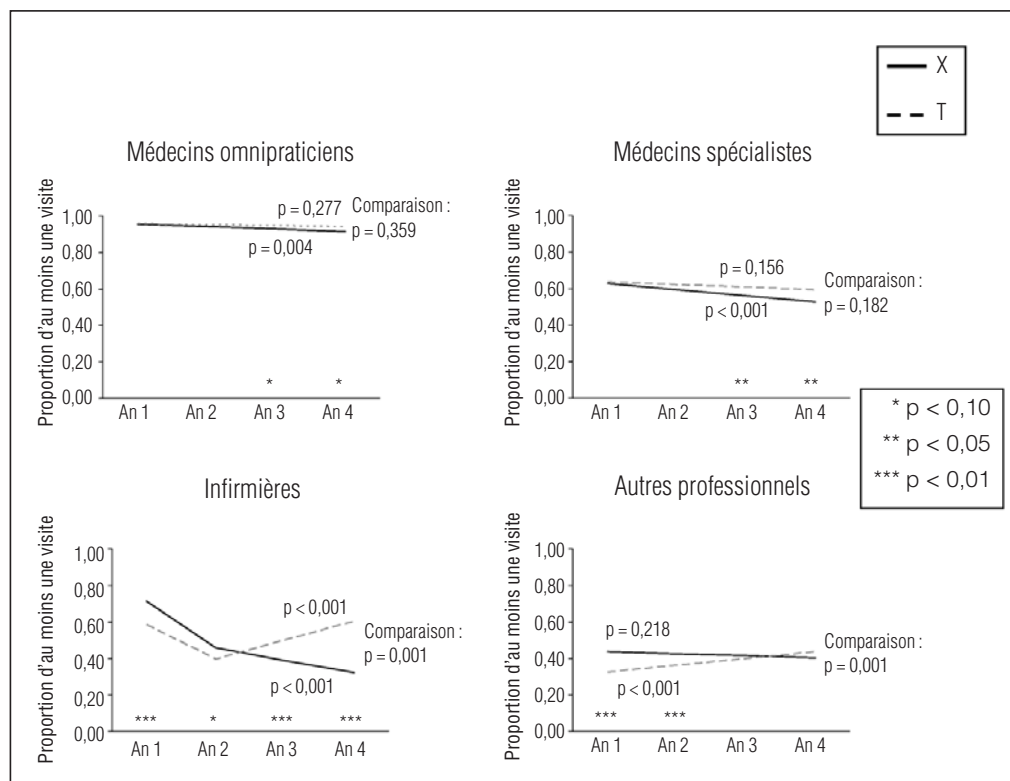 X
T
Médecins omnipraticiens
Proportion d'au moins une visite
1,00
0,80
0,60
0,40
0,20
0,00
p = 0,277
p = 0,004
Comparaison :
p = 0,359
* *
An 1 An 2 An 3 An 4
Médecins spécialistes
Proportion d'au moins une visite
1,00
0,80
0,60
0,40
0,20
0,00
p = 0,156
p < 0,001
Comparaison :
p = 0,182
** **
An 1 An 2 An 3 An 4
* p < 0,10
** p < 0,05
*** p < 0,01
Infirmières
Proportion d'au moins une visite
1,00
0,80
0,60
0,40
0,20
0,00
p < 0,001
p < 0,001
Comparaison :
p = 0,001
*** * *** ***
An 1 An 2 An 3 An 4
Autres professionnels
Proportion d'au moins une visite
1,00
0,80
0,60
0,40
0,20
0,00
p = 0,218
p < 0,001
Comparaison :
p = 0,001
*** ***
An 1 An 2 An 3 An 4